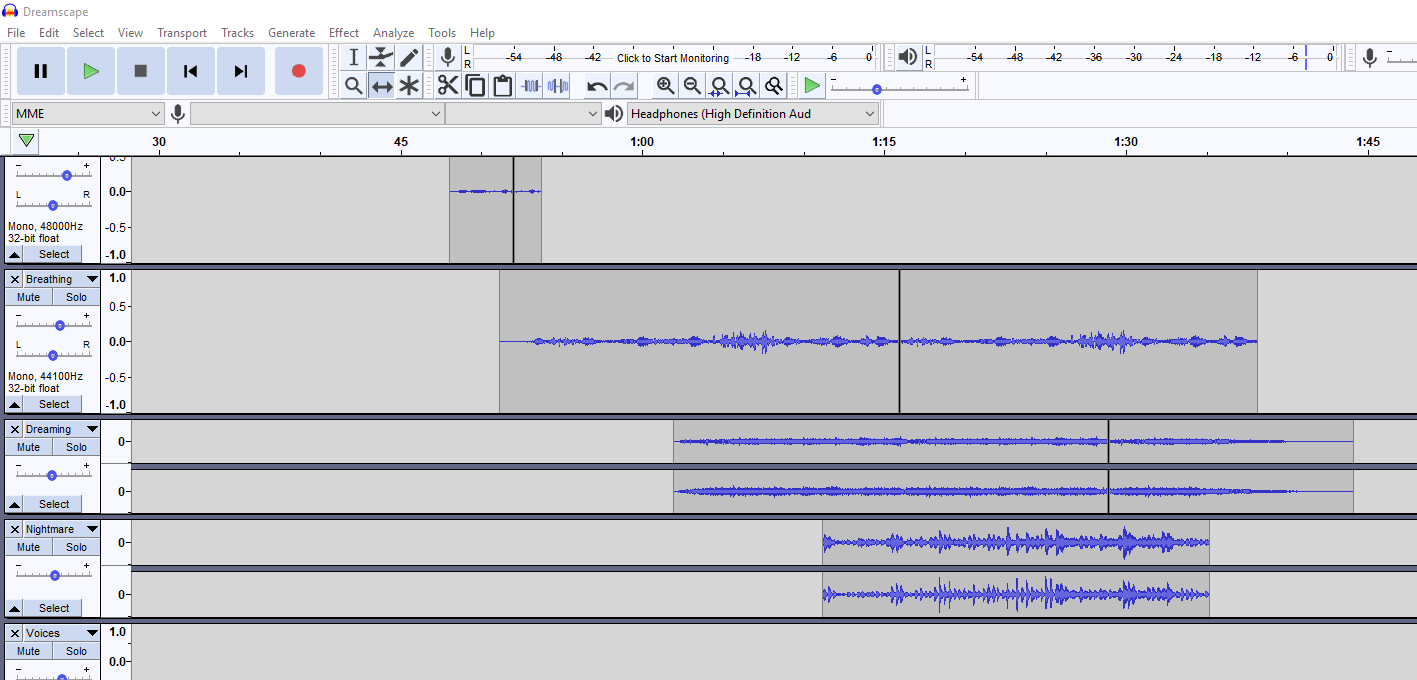 Dreamscape
File Edit Select View Transport Tracks Generate Effect Analyze Tools Help
L -54 -48 -42 Click to Start Monitoring -18 -12 -6 0 L -54 -48 -42 -36 -30 -24 -18 -12 -6 0
R R
MME Headphones (High Definition Aud
30 45 1:00 1:15 1:30 1:45
- + 0.5
0.0
L R
Mono, 48000Hz -0.5
32-bit float
Select -1.0
Breathing 1.0
Mute Solo
- + 0.5
L R 0.0
Mono, 44100Hz -0.5
32-bit float
Select -1.0
Dreaming
Mute Solo 0
- +
0
Select
Nightmare
Mute Solo 0
- +
0
Select
Voices 1.0
Mute Solo
0.0
- +